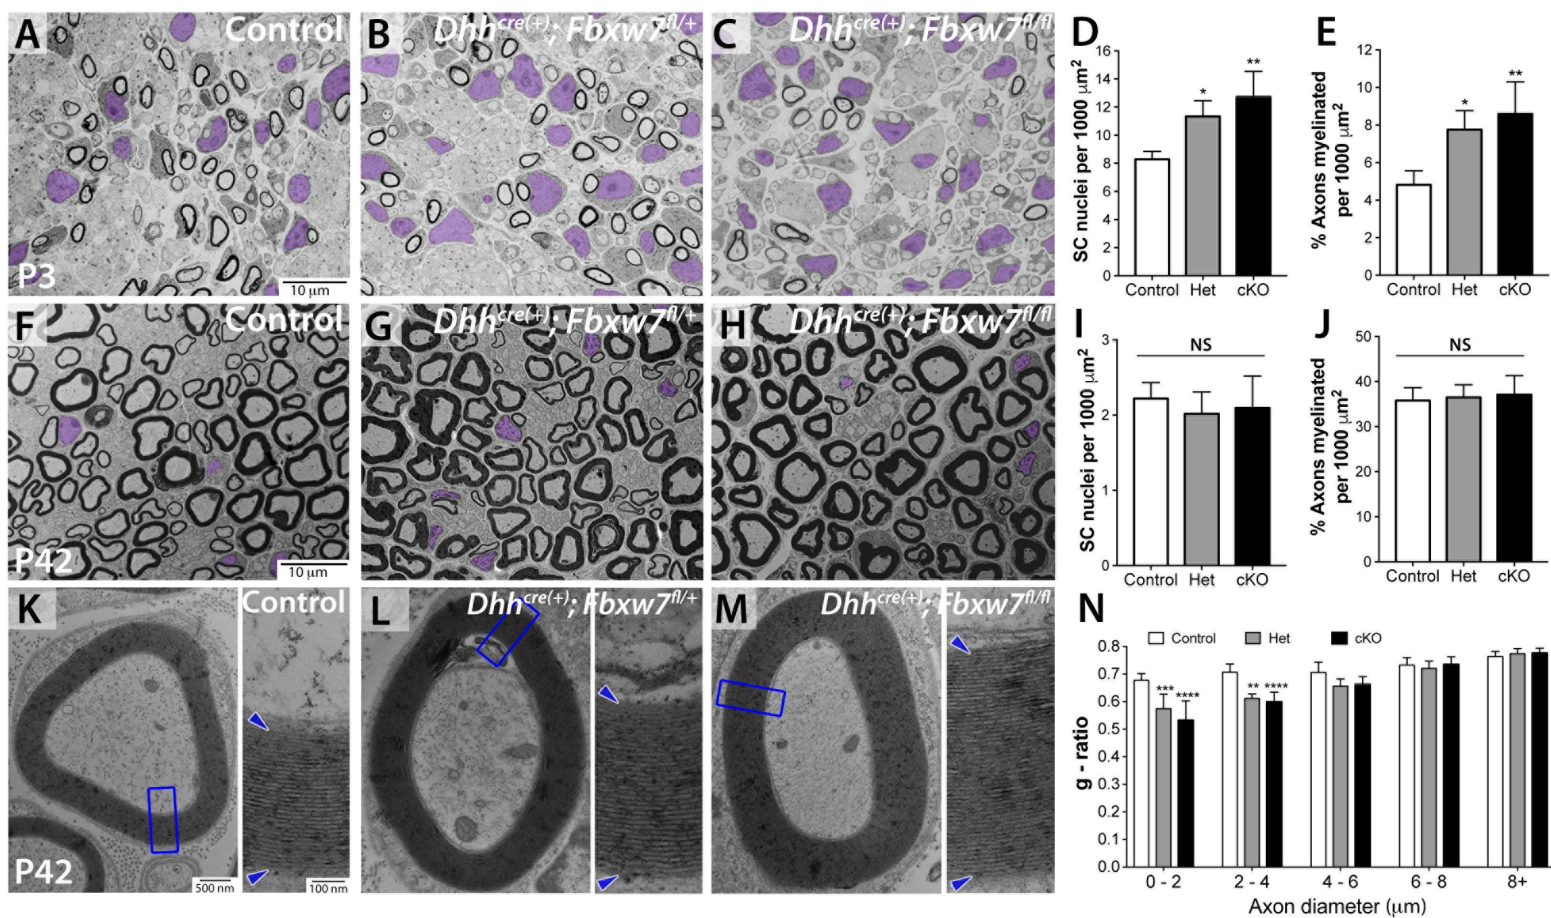 A Control
P3
10 μm
B Dhhcre(+); Fbxw7fl/+
C Dhhcre(+); Fbxw7fl/fl
D
SC nuclei per 1000 μm2
16
14
12
10
8
6
4
2
0
*
**
Control Het cKO
E
% Axons myelinated
per 1000 μm2
12
10
8
6
4
2
0
*
**
Control Het cKO
F Control
P42
10 μm
G Dhhcre(+); Fbxw7fl/+
H Dhhcre(+); Fbxw7fl/fl
I
SC nuclei per 1000 μm2
3
2
1
0
NS
Control Het cKO
J
% Axons myelinated
per 1000 μm2
50
40
30
20
10
0
NS
Control Het cKO
K Control
P42
500 nm
100 nm
L Dhhcre(+); Fbxw7fl/+
M Dhhcre(+); Fbxw7fl/fl
N
Control Het cKO
g - ratio
0.8
0.7
0.6
0.5
0.4
0.3
0.2
0.1
0.0
*** ****
** ****
0 - 2 2 - 4 4 - 6 6 - 8 8+
Axon diameter (μm)